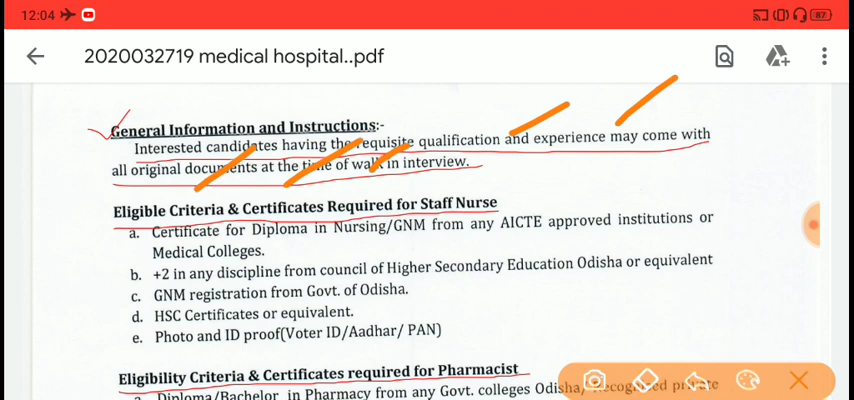 12:04
87
2020032719 medical hospital..pdf
General Information and Instructions:-
Interested candidates having the requisite qualification and experience may come with
all original documents at the time of walk in interview.
Eligible Criteria & Certificates Required for Staff Nurse
a. Certificate for Diploma in Nursing/GNM from any AICTE approved institutions or
Medical Colleges.
b. +2 in any discipline from council of Higher Secondary Education Odisha or equivalent
c. GNM registration from Govt. of Odisha.
d. HSC Certificates or equivalent.
e. Photo and ID proof(Voter ID/Aadhar/ PAN)
Eligibility Criteria & Certificates required for Pharmacist
a. Diploma/Bachelor in Pharmacy from any Govt. colleges Odisha/ Recognized private